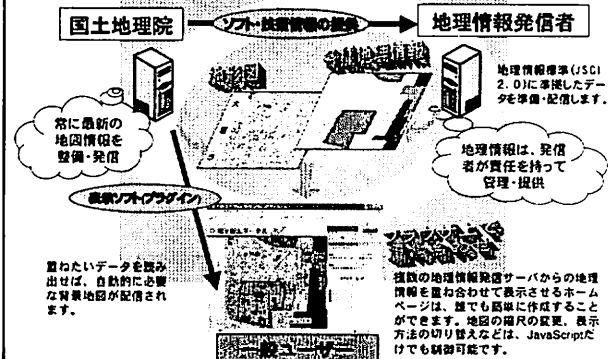 国土地理院
ソフト・技術情報の提供
地理情報発信者
地理情報標準(JSGI
2.0)に準拠したデー
タを準備・配信します。
常に最新の
地図情報を
整備・発信
地理情報は、発信
者が責任を持って
管理・提供
表示ソフト(プラグイン)
重ねたいデータを読み
出せば、自動的に必要
な背景地図が配信され
ます。
複数の地理情報発信サーバからの地理
情報を重ね合わせて表示させるホーム
ページは、誰でも簡単に作成すること
ができます。地図の縮尺の変更、表示
方法の切り替えなどは、JavaScriptだ
けでも制御可能です。
一般ユーザー